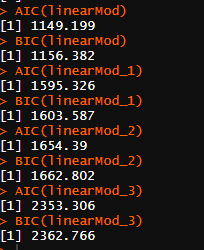 > AIC(linearMod)
[1] 1149.199
> BIC(linearMod)
[1] 1156.382
> AIC(linearMod_1)
[1] 1595.326
> BIC(linearMod_1)
[1] 1603.587
> AIC(linearMod_2)
[1] 1654.39
> BIC(linearMod_2)
[1] 1662.802
> AIC(linearMod_3)
[1] 2353.306
> BIC(linearMod_3)
[1] 2362.766